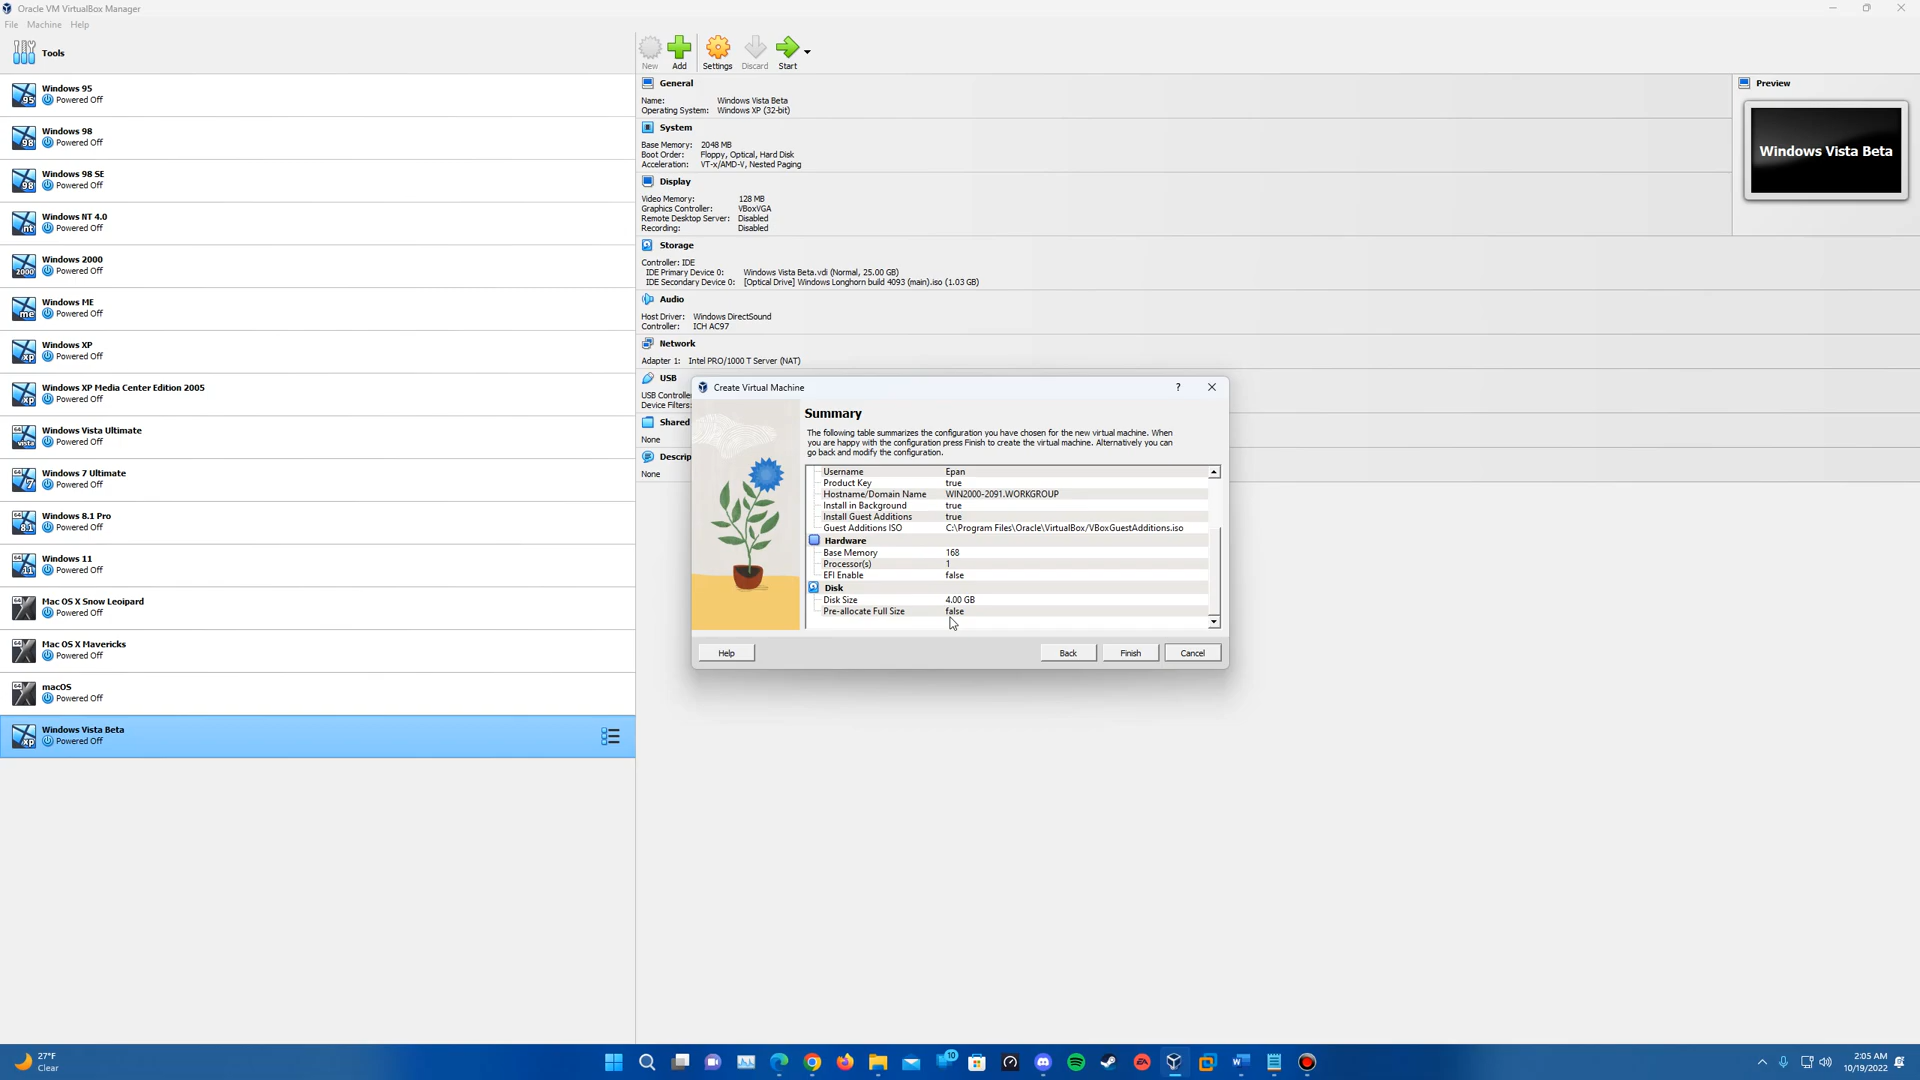 Oracle VM VirtualBox Manager
File Machine Help
Tools
Windows 95
Powered Off
Windows 98
Powered Off
Windows 98 SE
Powered Off
Windows NT 4.0
Powered Off
Windows 2000
Powered Off
Windows ME
Powered Off
Windows XP
Powered Off
Windows XP Media Center Edition 2005
Powered Off
Windows Vista Ultimate
Powered Off
Windows 7 Ultimate
Powered Off
Windows 8.1 Pro
Powered Off
Windows 11
Powered Off
Mac OS X Snow Leoipard
Powered Off
Mac OS X Mavericks
Powered Off
macOS
Powered Off
Windows Vista Beta
Powered Off
New Add Settings Discard Start
General
Name: Windows Vista Beta
Operating System: Windows XP (32-bit)
System
Base Memory: 2048 MB
Boot Order: Floppy, Optical, Hard Disk
Acceleration: VT-x/AMD-V, Nested Paging
Display
Video Memory: 128 MB
Graphics Controller: VBoxVGA
Remote Desktop Server: Disabled
Recording: Disabled
Storage
Controller: IDE
IDE Primary Device 0: Windows Vista Beta.vdi (Normal, 25.00 GB)
IDE Secondary Device 0: [Optical Drive] Windows Longhorn build 4093 (main).iso (1.03 GB)
Audio
Host Driver: Windows DirectSound
Controller: ICH AC97
Network
Adapter 1: Intel PRO/1000 T Server (NAT)
USB
USB Controlle
Device Filters:
Shared
None
Descrip
None
Preview
Windows Vista Beta
Create Virtual Machine
?
Summary
The following table summarizes the configuration you have chosen for the new virtual machine. When
you are happy with the configuration press Finish to create the virtual machine. Alternatively you can
go back and modify the configuration.
Username Epan
Product Key true
Hostname/Domain Name WIN2000-2091.WORKGROUP
Install in Background true
Install Guest Additions true
Guest Additions ISO C:\Program Files\Oracle\VirtualBox/VBoxGuestAdditions.iso
Hardware
Base Memory 168
Processor(s) 1
EFI Enable false
Disk
Disk Size 4.00 GB
Pre-allocate Full Size false
Help Back Finish Cancel
27°F
Clear
10
2:05 AM
10/19/2022